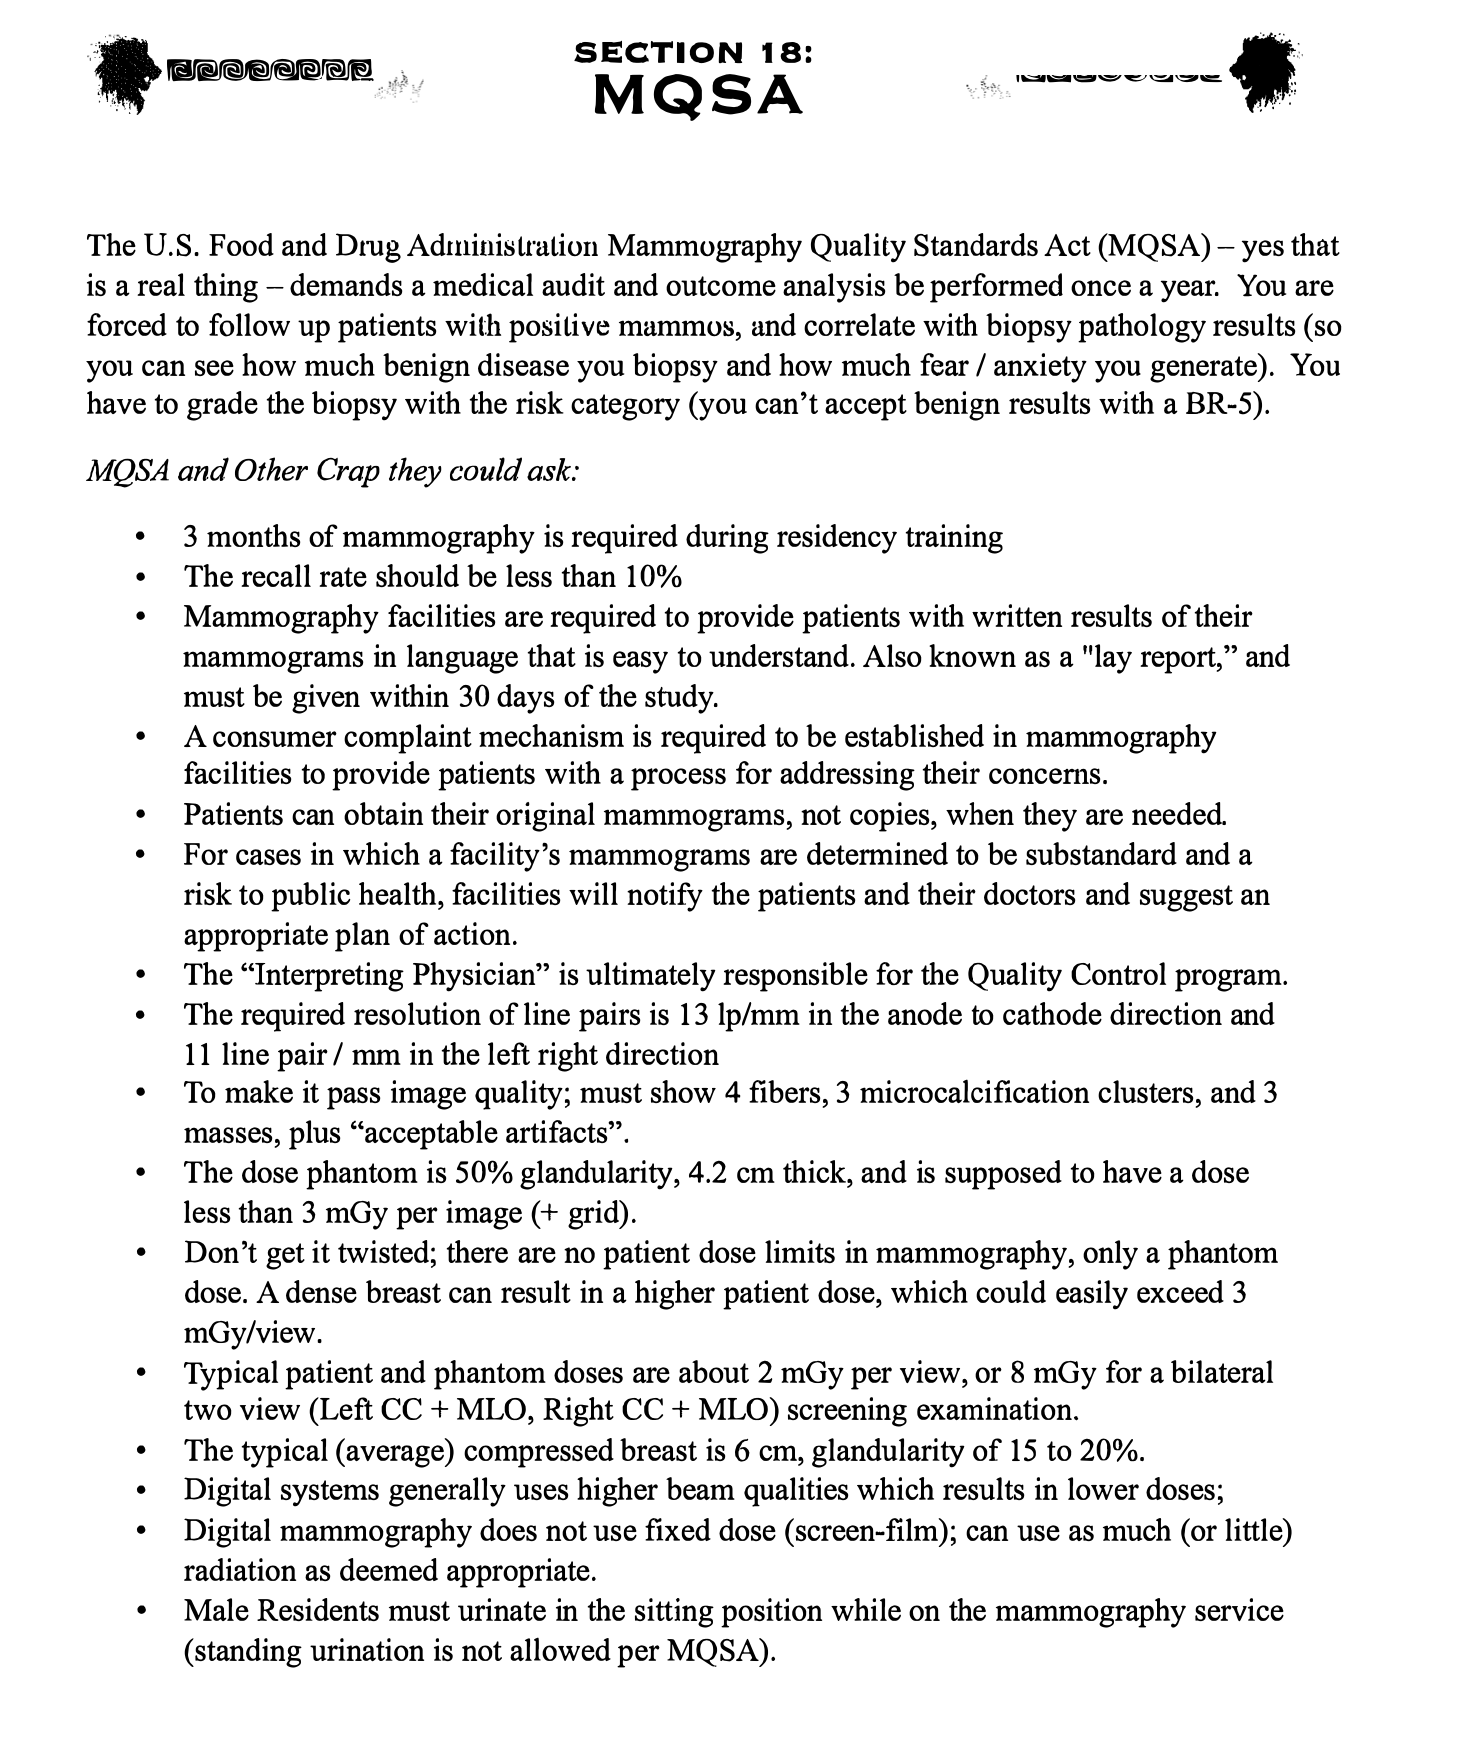 SECTION 18:
MQSA
The U.S. Food and Drug Administration Mammography Quality Standards Act (MQSA) – yes that
is a real thing – demands a medical audit and outcome analysis be performed once a year.  You are
forced to follow up patients with positive mammos, and correlate with biopsy pathology results (so
you can see how much benign disease you biopsy and how much fear / anxiety you generate).  You
have to grade the biopsy with the risk category (you can’t accept benign results with a BR-5).
MQSA and Other Crap they could ask:
• 3 months of mammography is required during residency training
• The recall rate should be less than 10%
• Mammography facilities are required to provide patients with written results of their
mammograms in language that is easy to understand. Also known as a "lay report,” and
must be given within 30 days of the study.
• A consumer complaint mechanism is required to be established in mammography
facilities to provide patients with a process for addressing their concerns.
• Patients can obtain their original mammograms, not copies, when they are needed.
• For cases in which a facility’s mammograms are determined to be substandard and a
risk to public health, facilities will notify the patients and their doctors and suggest an
appropriate plan of action.
• The “Interpreting Physician” is ultimately responsible for the Quality Control program.
• The required resolution of line pairs is 13 lp/mm in the anode to cathode direction and
11 line pair / mm in the left right direction
• To make it pass image quality; must show 4 fibers, 3 microcalcification clusters, and 3
masses, plus “acceptable artifacts”.
• The dose phantom is 50% glandularity, 4.2 cm thick, and is supposed to have a dose
less than 3 mGy per image (+ grid).
• Don’t get it twisted; there are no patient dose limits in mammography, only a phantom
dose. A dense breast can result in a higher patient dose, which could easily exceed 3
mGy/view.
• Typical patient and phantom doses are about 2 mGy per view, or 8 mGy for a bilateral
two view (Left CC + MLO, Right CC + MLO) screening examination.
• The typical (average) compressed breast is 6 cm, glandularity of 15 to 20%.
• Digital systems generally uses higher beam qualities which results in lower doses;
• Digital mammography does not use fixed dose (screen-film); can use as much (or little)
radiation as deemed appropriate.
• Male Residents must urinate in the sitting position while on the mammography service
(standing urination is not allowed per MQSA).